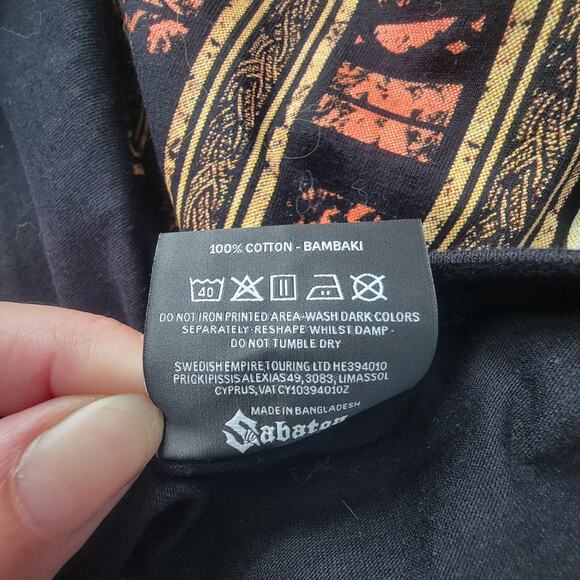 100% COTTON - BAMBAKI
40
DO NOT IRON PRINTED AREA-WASH DARK COLORS
SEPARATELY-RESHAPE WHILST DAMP -
DO NOT TUMBLE DRY
SWEDISH EMPIRE TOURING LTD HE394010
PRIGKIPISSIS ALEXIAS 49, 3083, LIMASSOL
CYPRUS, VAT CY10394010Z
MADE IN BANGLADESH
Sabaton